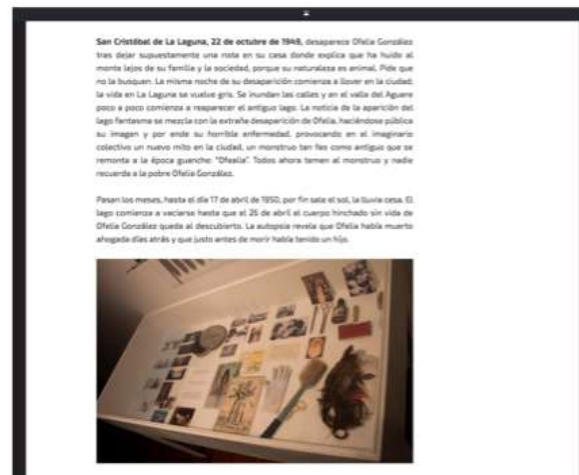 San Cristóbal de La Laguna, 22 de octubre de 1949, desaparece Ofelia González
tras dejar supuestamente una nota en su casa donde explica que ha huido al
monte lejos de su familia y la sociedad, porque su naturaleza es animal. Pide que
no la busquen. La misma noche de su desaparición comienza a llover en la ciudad;
la vida en La Laguna se vuelve gris. Se inundan las calles y en el valle del Aguere
poco a poco comienza a reaparecer el antiguo lago. La noticia de la aparición del
lago fantasma se mezcla con la extraña desaparición de Ofelia, haciéndose pública
su imagen y por ende su horrible enfermedad, provocando en el imaginario
colectivo un nuevo mito en la ciudad, un monstruo tan feo como antiguo que se
remonta a la época guanche: "Ofealia". Todos ahora temen al monstruo y nadie
recuerda a la pobre Ofelia González.
Pasan los meses, hasta el día 17 de abril de 1950, por fin sale el sol, la lluvia cesa. El
lago comienza a vaciarse hasta que el 26 de abril el cuerpo hinchado sin vida de
Ofelia González queda al descubierto. La autopsia revela que Ofelia había muerto
ahogada días atrás y que justo antes de morir había tenido un hijo.